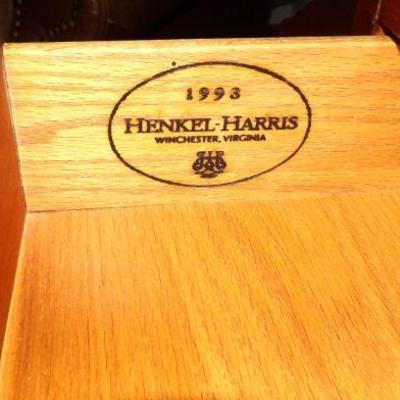 1993
HENKEL-HARRIS
WINCHESTER, VIRGINIA